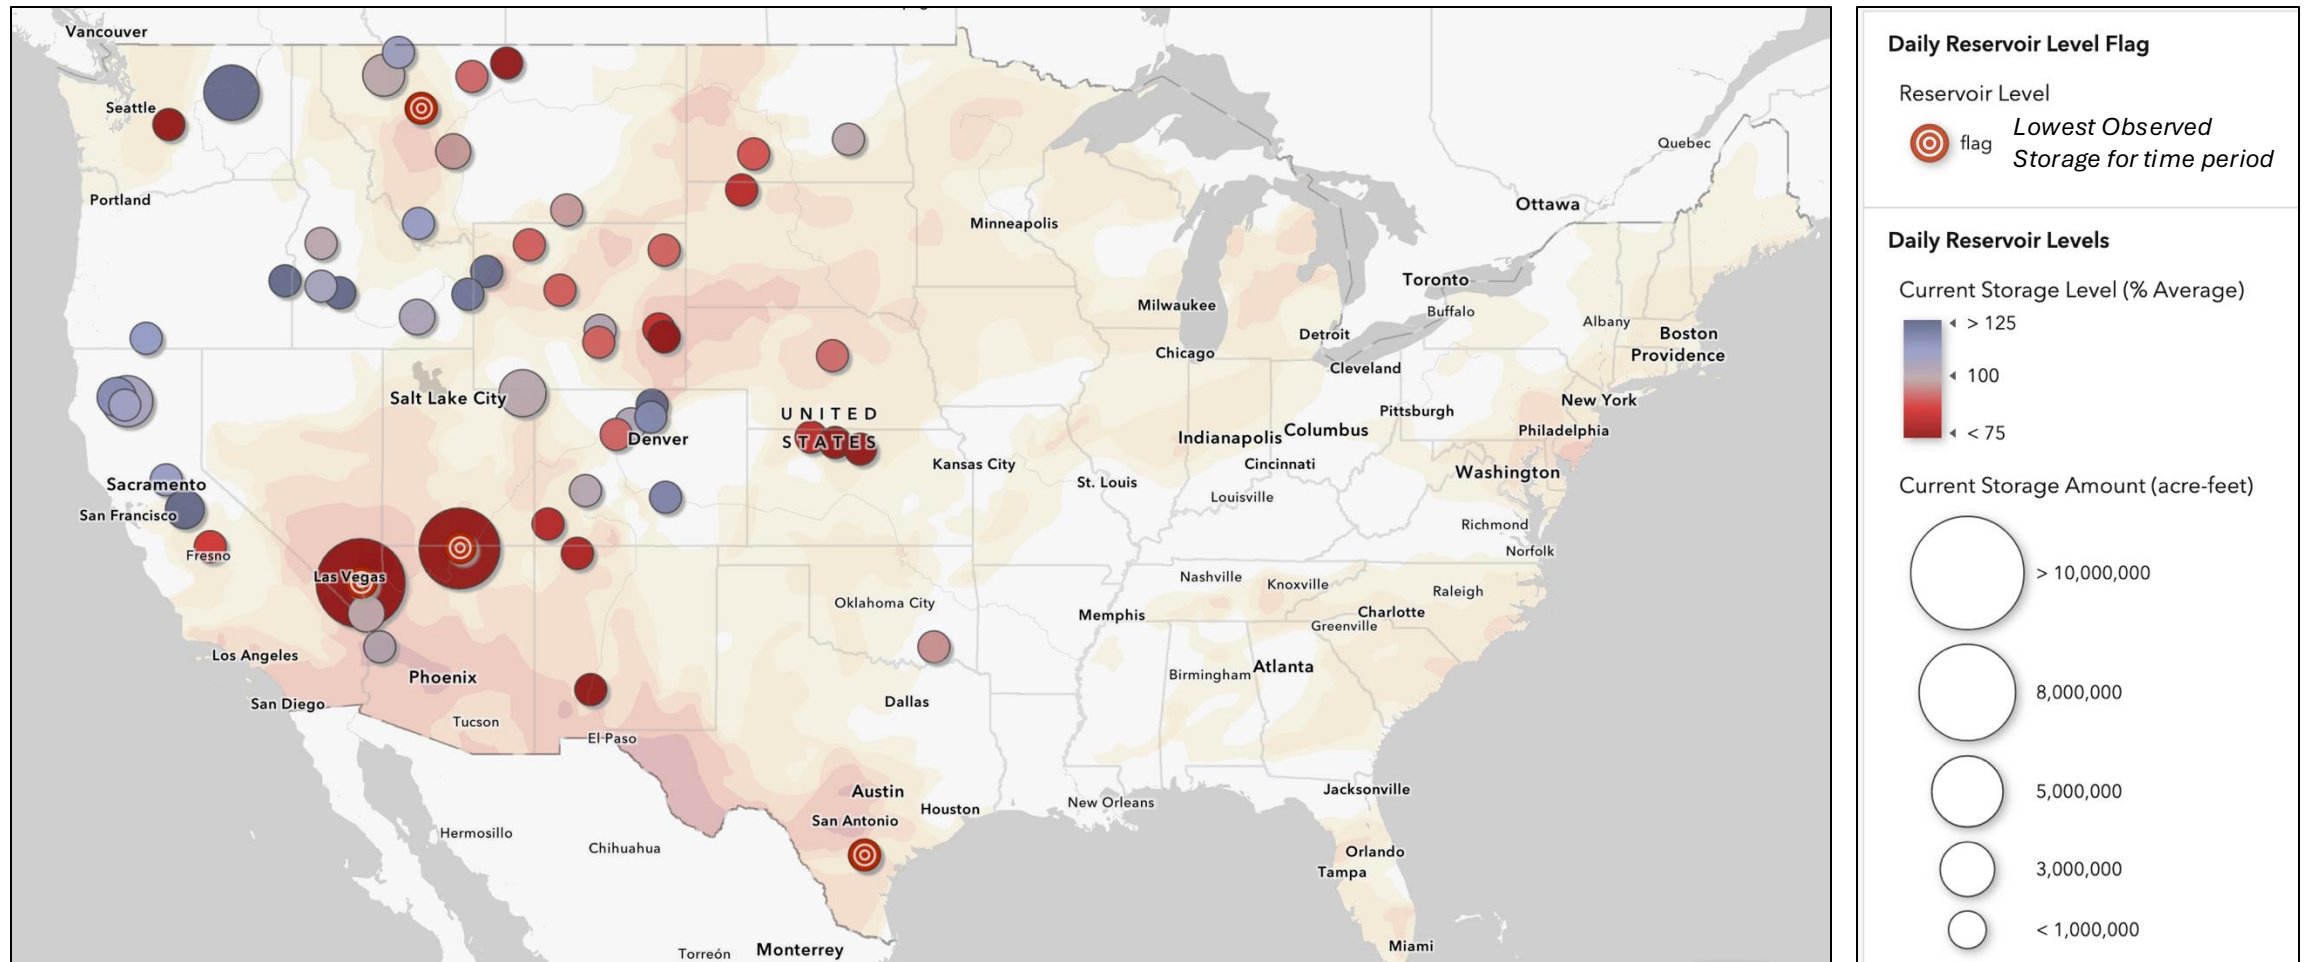 Vancouver
Seattle
Portland
Quebec
Ottawa
Minneapolis
Toronto
Milwaukee
Buffalo
Detroit
Albany
Boston
Providence
Chicago
Cleveland
Salt Lake City
New York
UNITED
STATES
Pittsburgh
Denver
Indianapolis
Columbus
Philadelphia
Kansas City
Cincinnati
Washington
Sacramento
St. Louis
Louisville
San Francisco
Richmond
Fresno
Norfolk
Las Vegas
Nashville
Knoxville
Raleigh
Oklahoma City
Memphis
Charlotte
Greenville
Los Angeles
Phoenix
Birmingham
Atlanta
San Diego
Dallas
Tucson
El Paso
Austin
Jacksonville
Houston
New Orleans
San Antonio
Hermosillo
Chihuahua
Orlando
Tampa
Torreón
Monterrey
Miami
Daily Reservoir Level Flag
Reservoir Level
flag
Lowest Observed
Storage for time period
Daily Reservoir Levels
Current Storage Level (% Average)
> 125
100
< 75
Current Storage Amount (acre-feet)
> 10,000,000
8,000,000
5,000,000
3,000,000
< 1,000,000